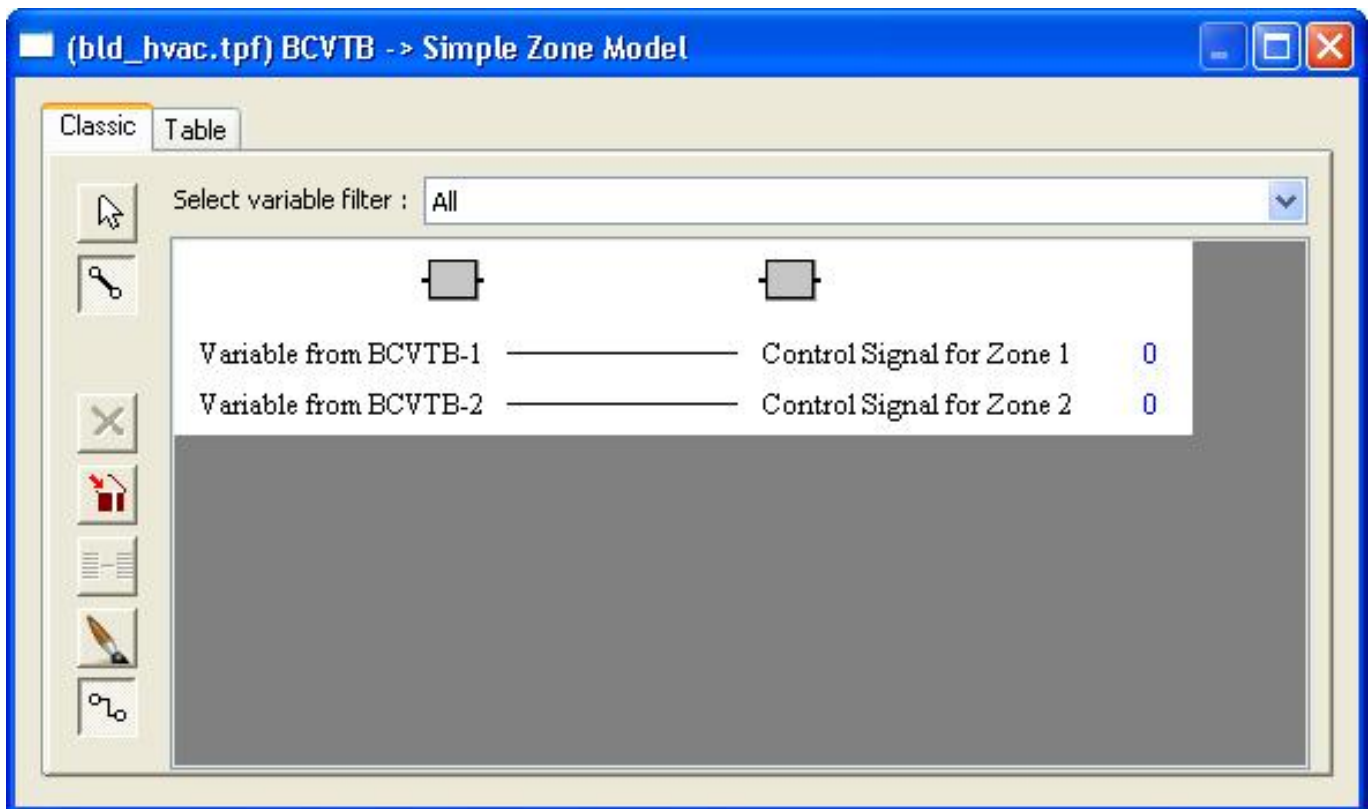 (bld_hvac.tpf) BCVTB -> Simple Zone Model
Classic Table
Select variable filter : All
Variable from BCVTB-1 Control Signal for Zone 1 0
Variable from BCVTB-2 Control Signal for Zone 2 0